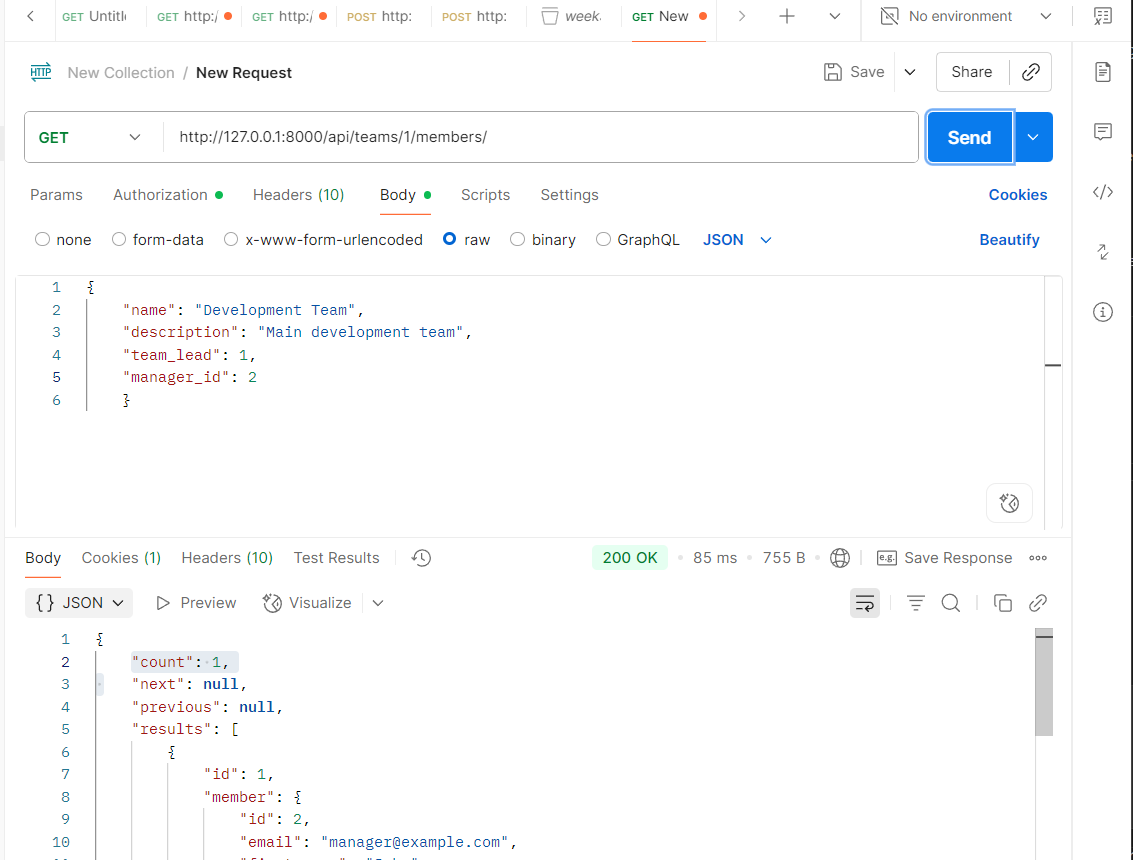 GET Untitl GET http:/ GET http:/ POST http: POST http: week. GET New No environment
HTTP New Collection / New Request Save Share
GET http://127.0.0.1:8000/api/teams/1/members/ Send
Params Authorization Headers (10) Body Scripts Settings Cookies
none form-data x-www-form-urlencoded raw binary GraphQL JSON Beautify
1 {
2 "name": "Development Team",
3 "description": "Main development team",
4 "team_lead": 1,
5 "manager_id": 2
6 }
Body Cookies (1) Headers (10) Test Results 200 OK • 85 ms • 755 B • e.g. Save Response
{} JSON Preview Visualize
1 {
2 "count": 1,
3 "next": null,
4 "previous": null,
5 "results": [
6 {
7 "id": 1,
8 "member": {
9 "id": 2,
10 "email": "manager@example.com",